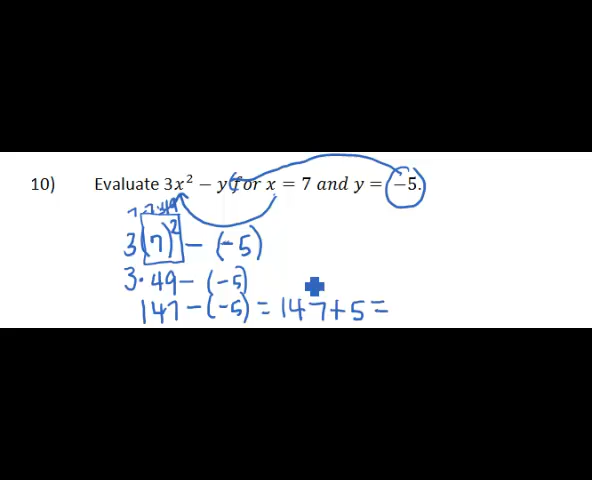 10) Evaluate 3x² − y for x = 7 and y = −5.
7·7=49
3(7)² − (−5)
3·49 − (−5)
147 − (−5) = 147 + 5 =